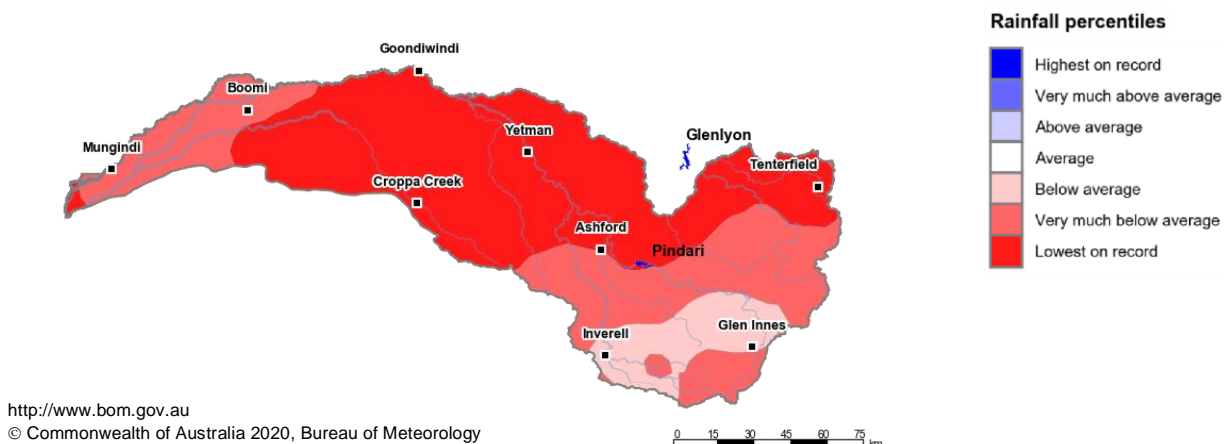 Goondiwindi
Boomi
Mungindi
Yetman
Croppa Creek
Glenlyon
Tenterfield
Ashford
Pindari
Inverell
Glen Innes
Rainfall percentiles
Highest on record
Very much above average
Above average
Average
Below average
Very much below average
Lowest on record
http://www.bom.gov.au
© Commonwealth of Australia 2020, Bureau of Meteorology
0 15 30 45 60 75
km